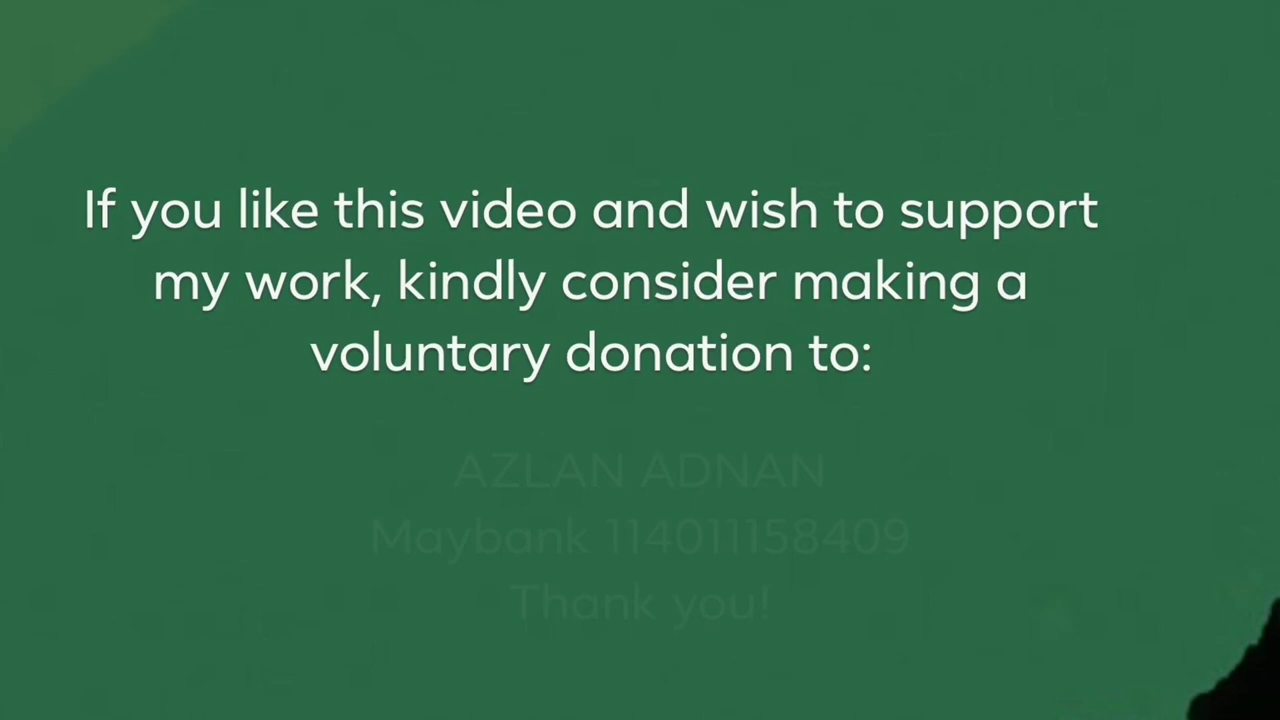 If you like this video and wish to support
my work, kindly consider making a
voluntary donation to:
AZLAN ADNAN
Maybank 114011158409
Thank you!